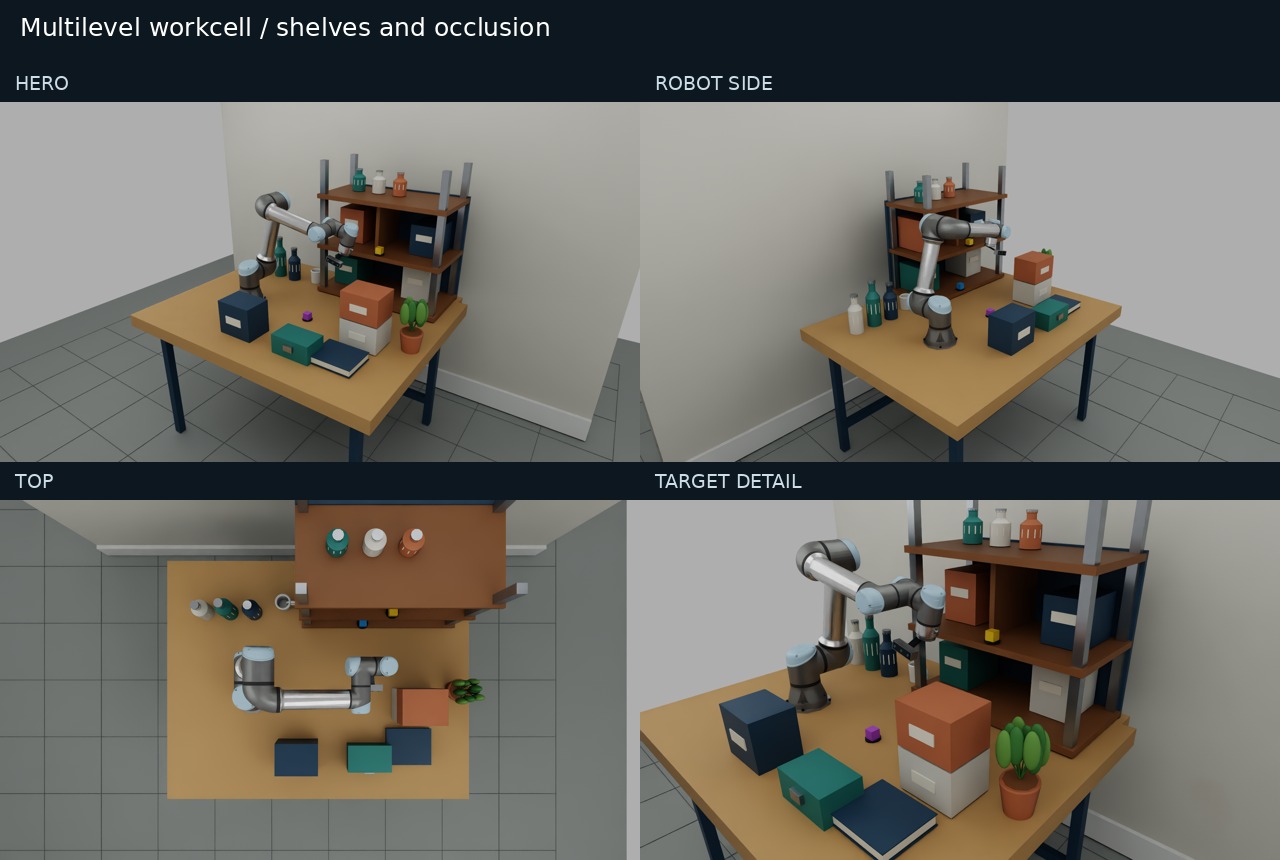 Multilevel workcell / shelves and occlusion
HERO
ROBOT SIDE
TOP
TARGET DETAIL